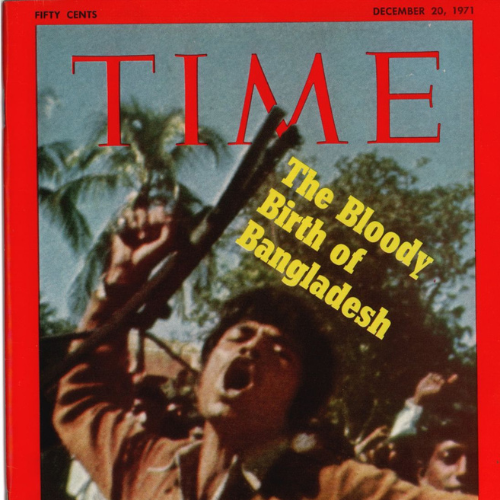 FIFTY CENTS
DECEMBER 20, 1971
TIME
The Bloody
Birth of
Bangladesh